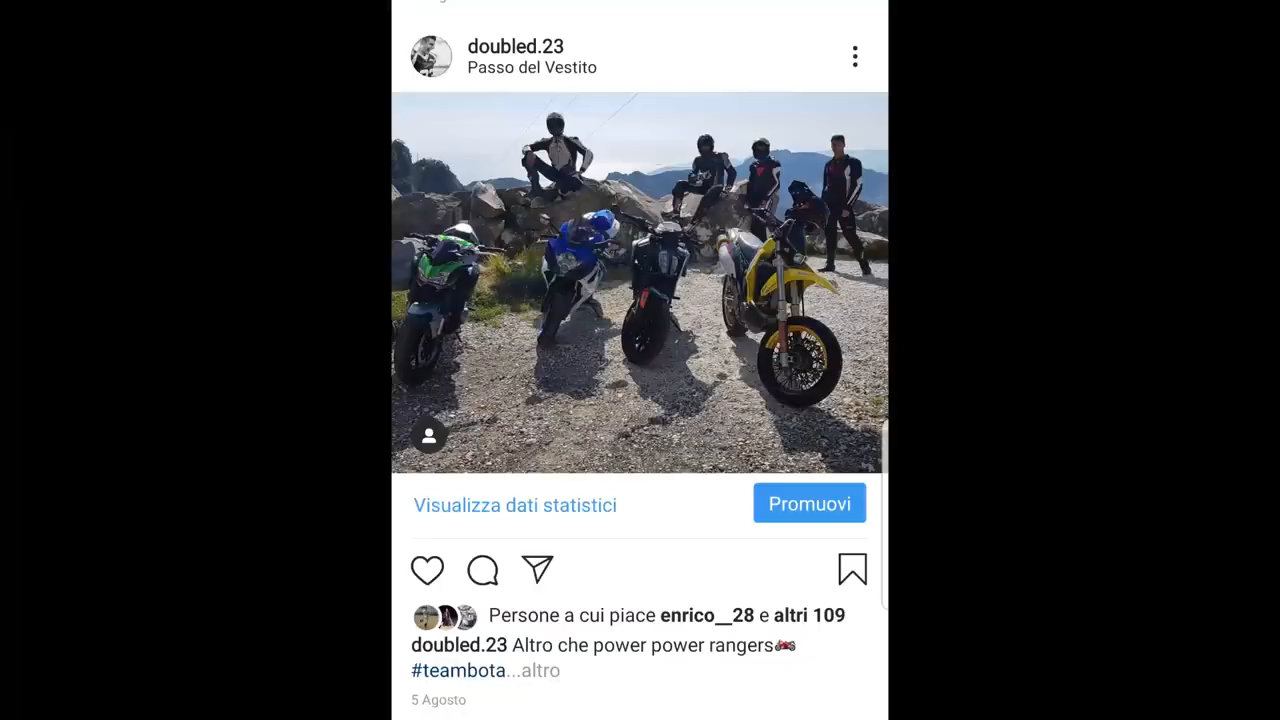 doubled.23
Passo del Vestito
Visualizza dati statistici
Promuovi
Persone a cui piace enrico__28 e altri 109
doubled.23 Altro che power power rangers🏍
#teambota...altro
5 Agosto